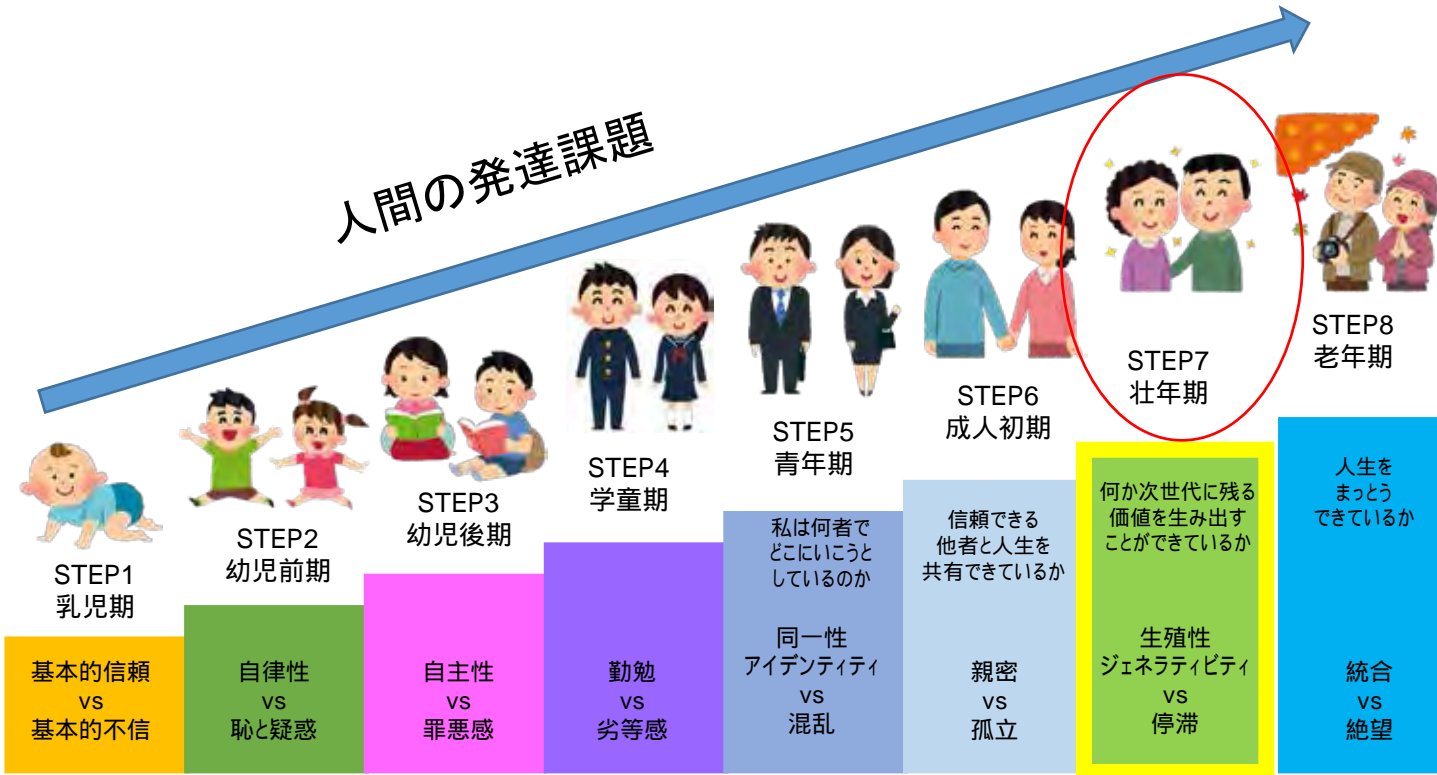 人間の発達課題
STEP1
乳児期
基本的信頼
vs
基本的不信
STEP2
幼児前期
自律性
vs
恥と疑惑
STEP3
幼児後期
自主性
vs
罪悪感
STEP4
学童期
勤勉
vs
劣等感
STEP5
青年期
私は何者で
どこにいこうと
しているのか
同一性
アイデンティティ
vs
混乱
STEP6
成人初期
信頼できる
他者と人生を
共有できているか
親密
vs
孤立
STEP7
壮年期
何か次世代に残る
価値を生み出す
ことができているか
生殖性
ジェネラティビティ
vs
停滞
STEP8
老年期
人生を
まっとう
できているか
統合
vs
絶望